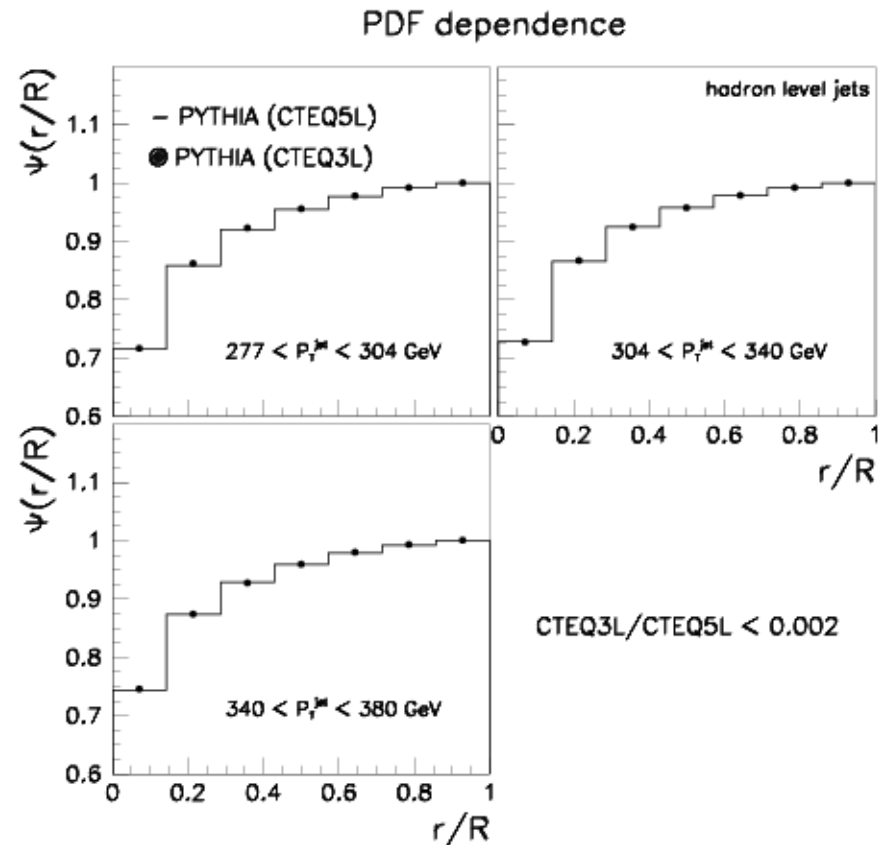 PDF dependence
ψ(r/R)
1.1
1
0.9
0.8
0.7
0.6
– PYTHIA (CTEQ5L)
● PYTHIA (CTEQ3L)
277 < P_T^jet < 304 GeV
hadron level jets
304 < P_T^jet < 340 GeV
0 0.2 0.4 0.6 0.8 1
r/R
ψ(r/R)
1.1
1
0.9
0.8
0.7
0.6
340 < P_T^jet < 380 GeV
0 0.2 0.4 0.6 0.8 1
r/R
CTEQ3L/CTEQ5L < 0.002